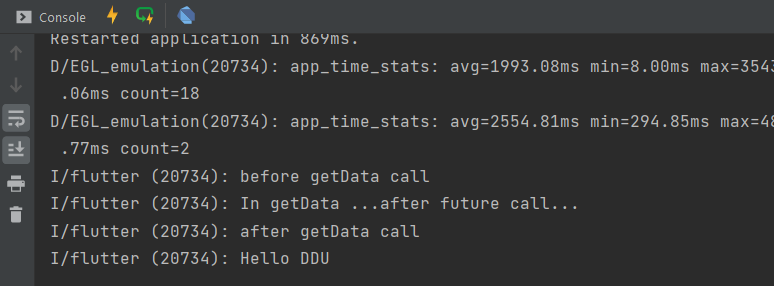 Console
Restarted application in 869ms.
D/EGL_emulation(20734): app_time_stats: avg=1993.08ms min=8.00ms max=3543
.06ms count=18
D/EGL_emulation(20734): app_time_stats: avg=2554.81ms min=294.85ms max=48
.77ms count=2
I/flutter (20734): before getData call
I/flutter (20734): In getData ...after future call...
I/flutter (20734): after getData call
I/flutter (20734): Hello DDU